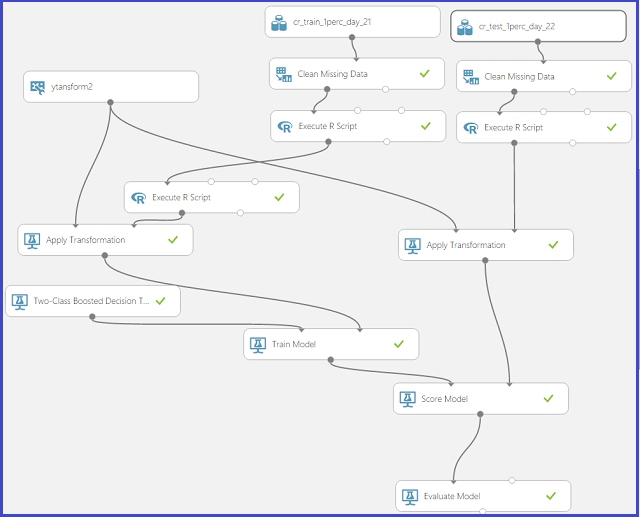 cr_train_1perc_day_21
cr_test_1perc_day_22
Clean Missing Data
Clean Missing Data
ytransform2
Execute R Script
Execute R Script
Execute R Script
Apply Transformation
Apply Transformation
Two-Class Boosted Decision T...
Train Model
Score Model
Evaluate Model